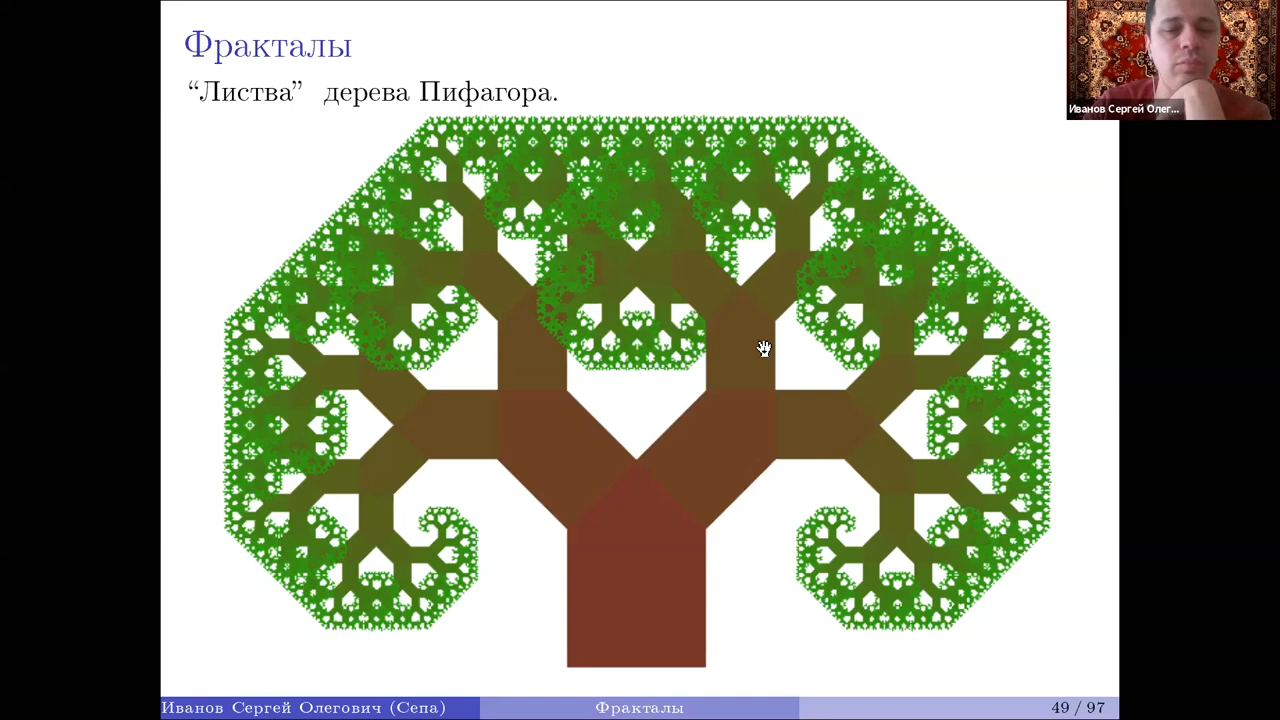 Фракталы
“Листва” дерева Пифагора.
Иванов Сергей Олег...
Иванов Сергей Олегович (Сепа)
Фракталы
49 / 97